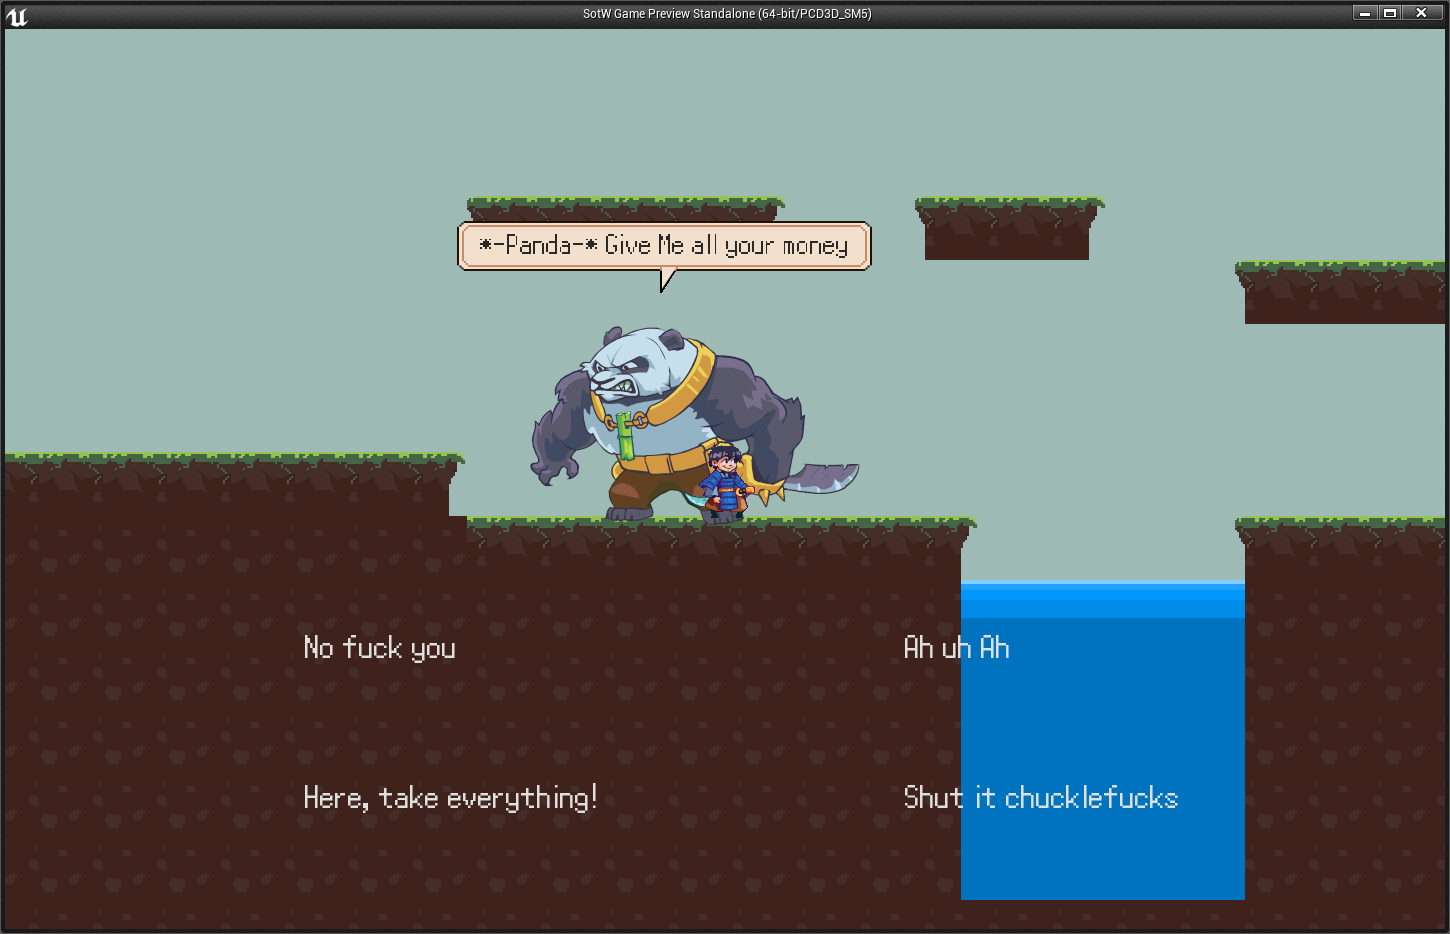 SotW Game Preview Standalone (64-bit/PCD3D_SM5)
*-Panda-* Give Me all your money
No fuck you
Ah uh Ah
Here, take everything!
Shut it chucklefucks